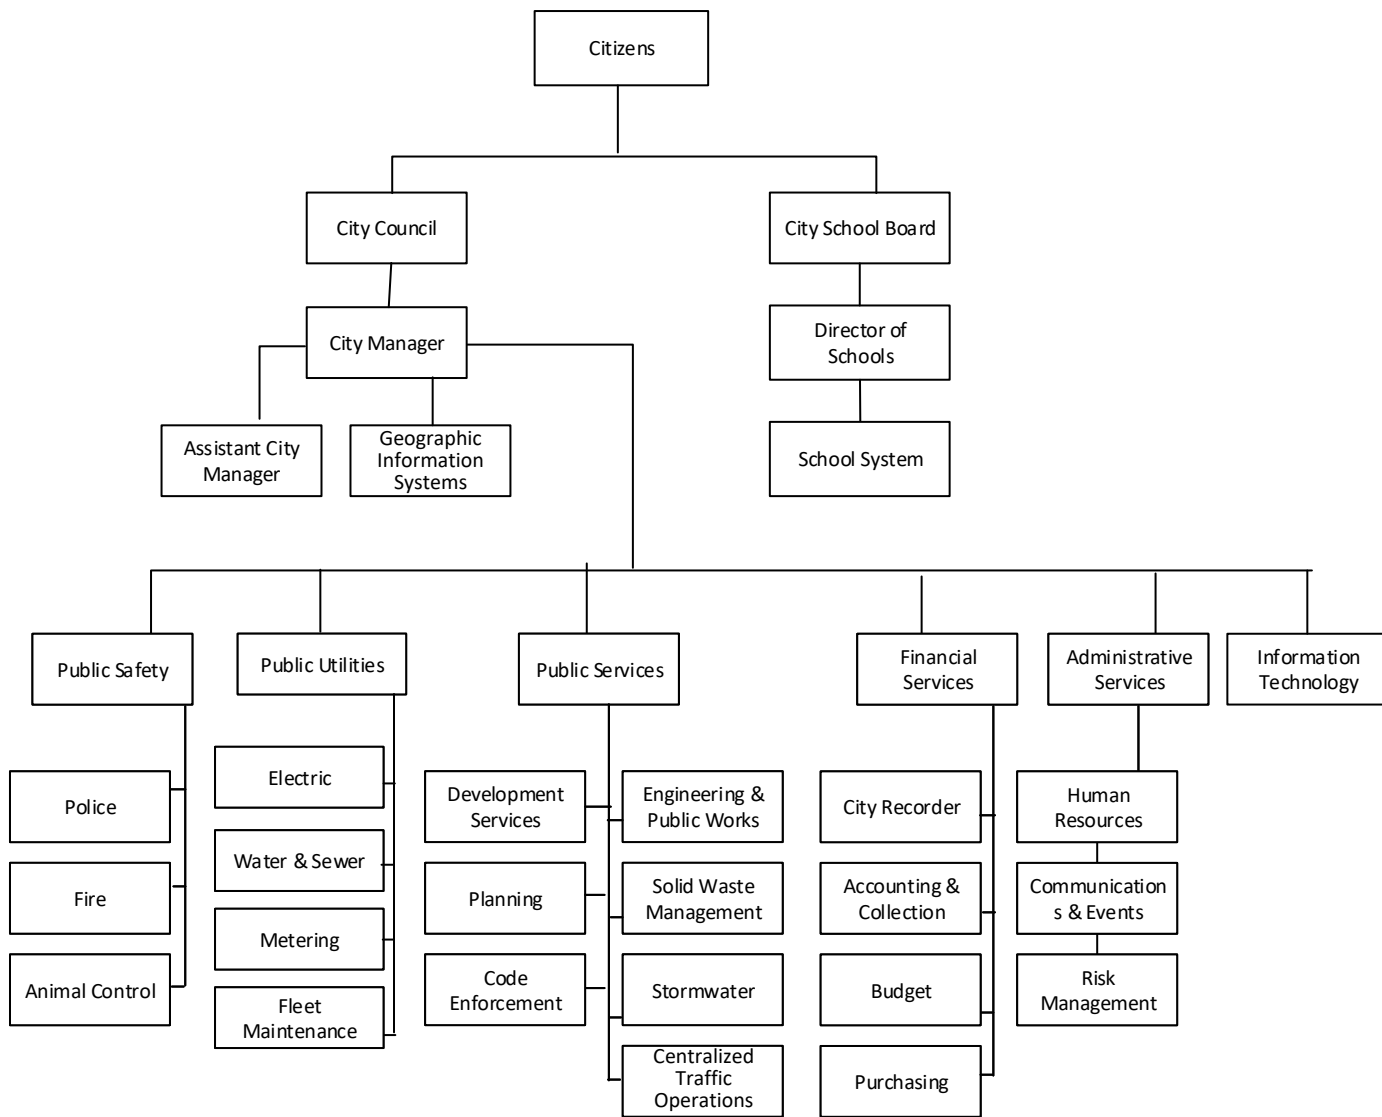 Citizens
City Council
City School Board
City Manager
Director of
Schools
Assistant City
Manager
Geographic
Information
Systems
School System
Public Safety
Public Utilities
Public Services
Financial
Services
Administrative
Services
Information
Technology
Police
Fire
Animal Control
Electric
Water & Sewer
Metering
Fleet
Maintenance
Development
Services
Planning
Code
Enforcement
Engineering &
Public Works
Solid Waste
Management
Stormwater
Centralized
Traffic
Operations
City Recorder
Accounting &
Collection
Budget
Purchasing
Human
Resources
Communication
s & Events
Risk
Management